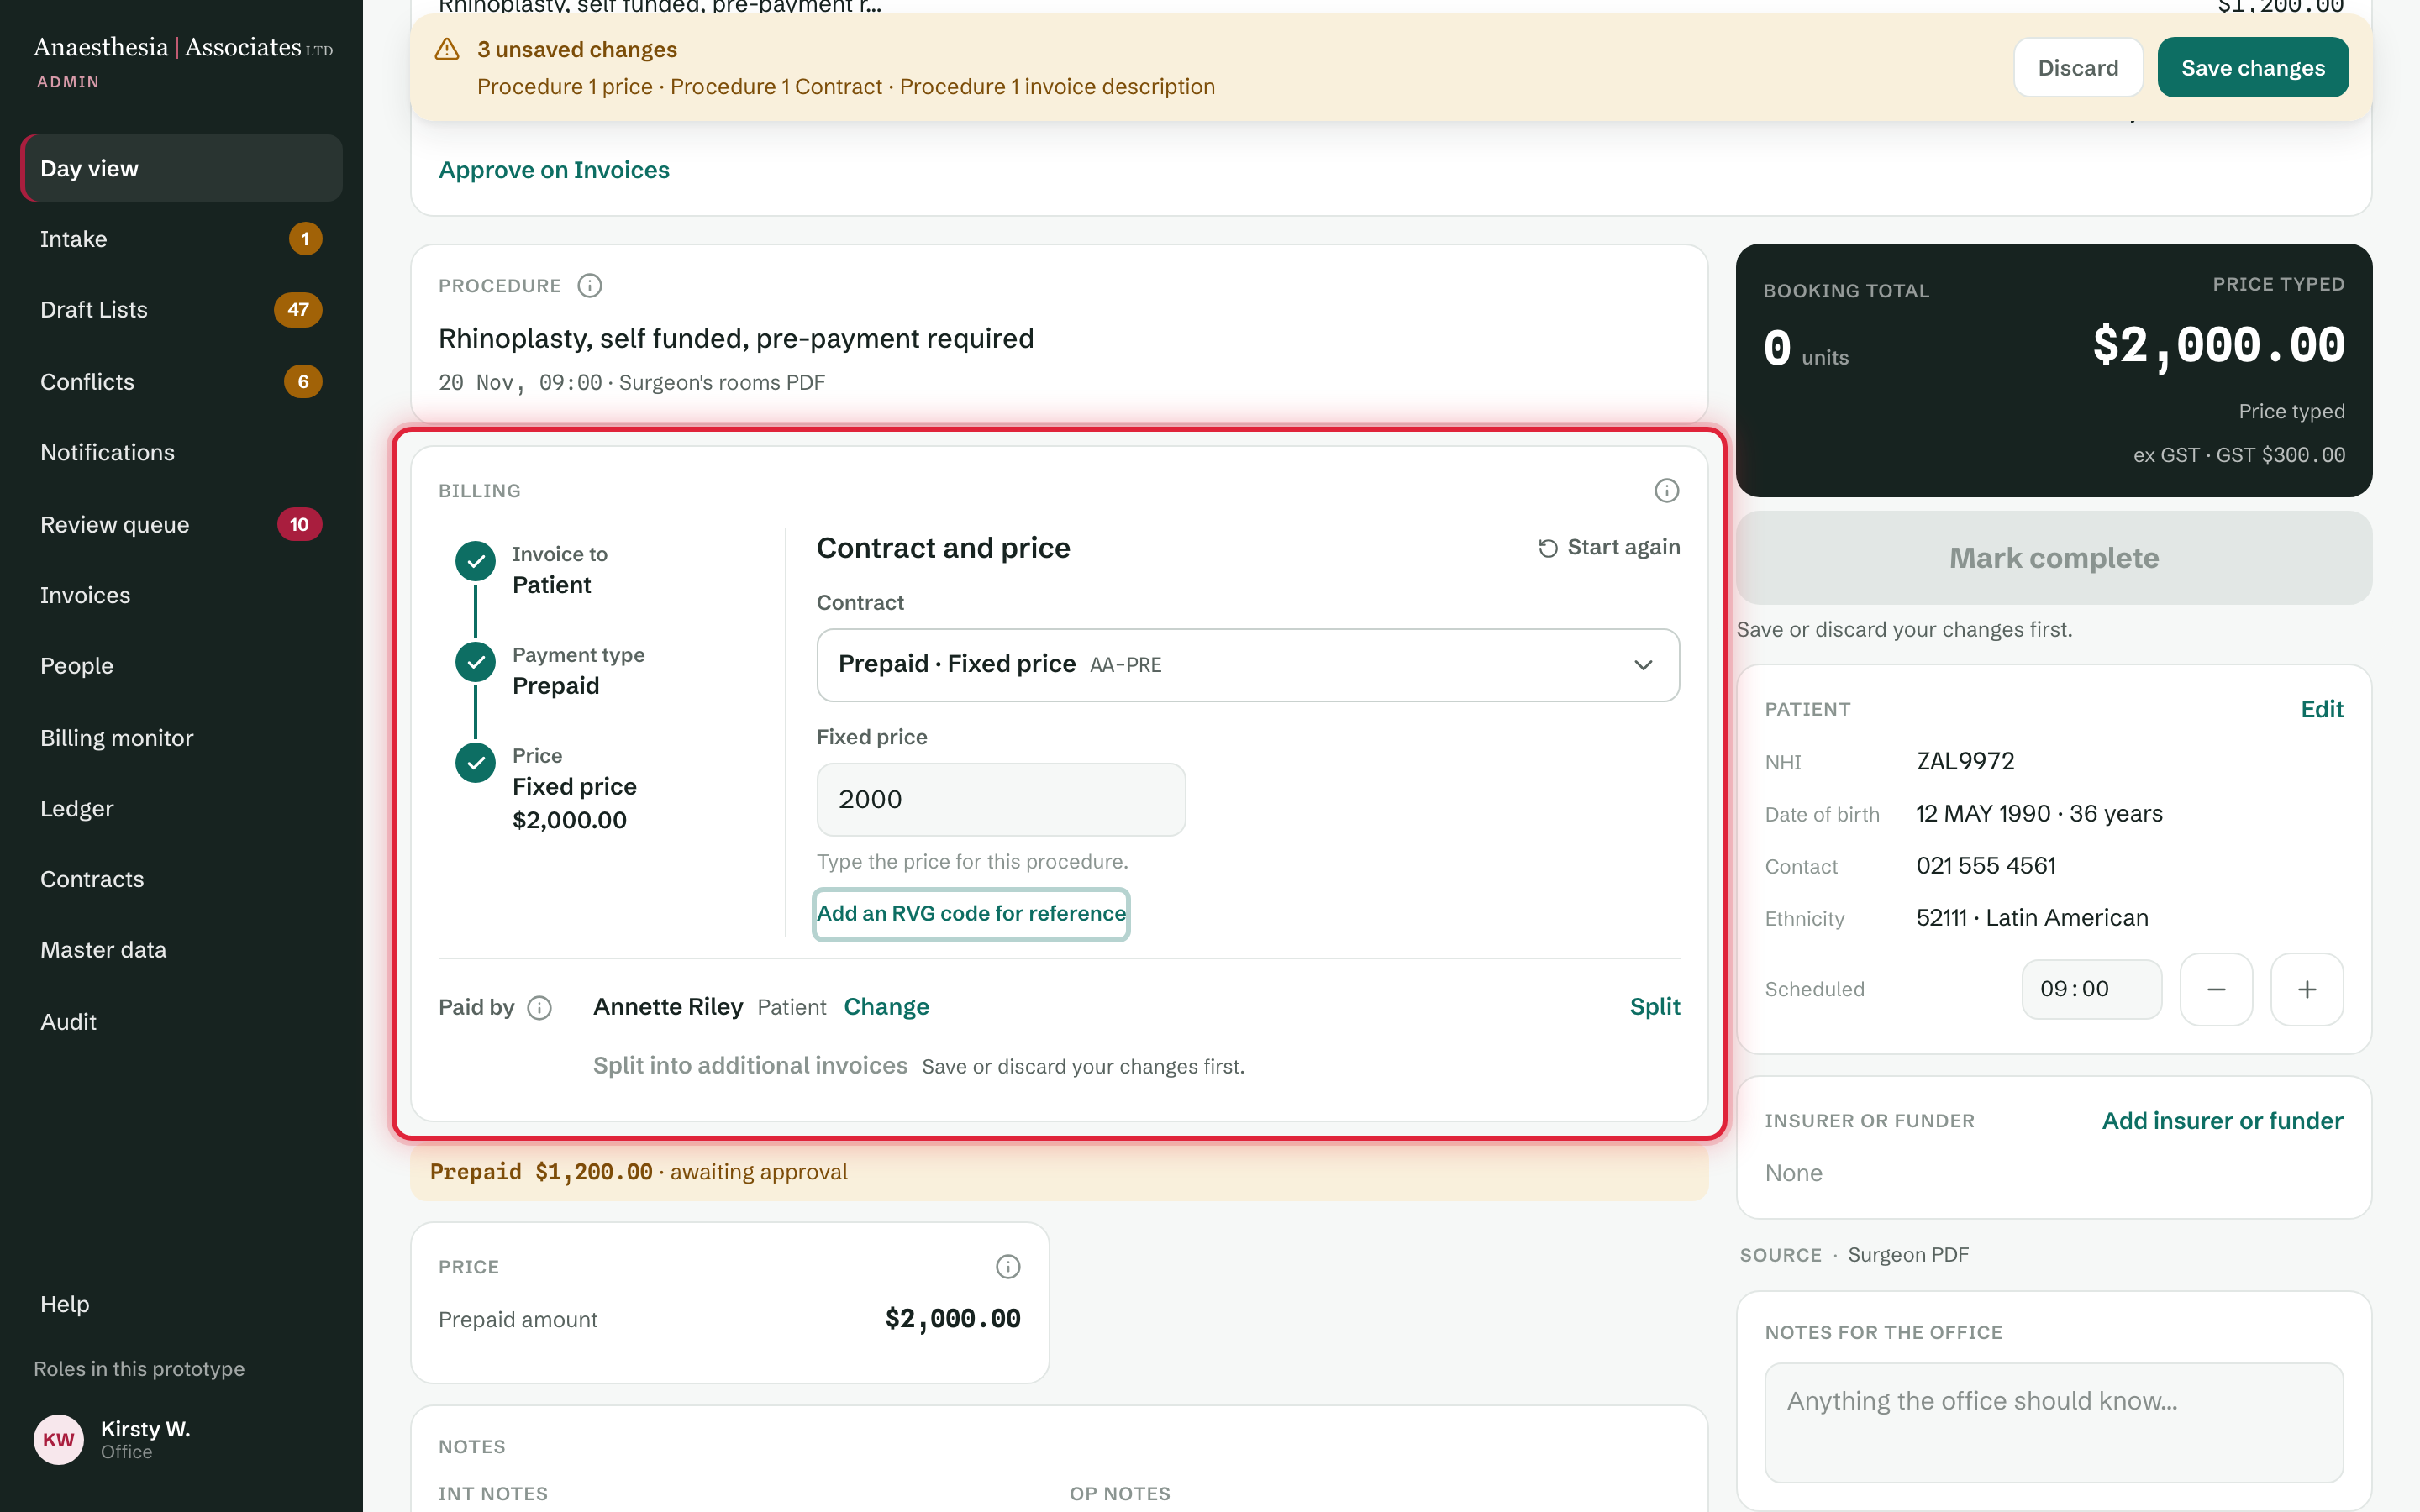 Anaesthesia | Associates LTD
ADMIN
Day view
Intake 1
Draft Lists 47
Conflicts 6
Notifications
Review queue 10
Invoices
People
Billing monitor
Ledger
Contracts
Master data
Audit
Help
Roles in this prototype
KW
Kirsty W.
Office
Rhinoplasty, self funded, pre-payment r... $1,200.00
3 unsaved changes
Procedure 1 price · Procedure 1 Contract · Procedure 1 invoice description
Discard
Save changes
Approve on Invoices
PROCEDURE
Rhinoplasty, self funded, pre-payment required
20 Nov, 09:00 · Surgeon's rooms PDF
BILLING
Invoice to
Patient
Payment type
Prepaid
Price
Fixed price
$2,000.00
Contract and price
Start again
Contract
Prepaid · Fixed price AA-PRE
Fixed price
2000
Type the price for this procedure.
Add an RVG code for reference
Paid by Annette Riley Patient Change Split
Split into additional invoices Save or discard your changes first.
Prepaid $1,200.00 · awaiting approval
PRICE
Prepaid amount $2,000.00
NOTES
INT NOTES OP NOTES
BOOKING TOTAL PRICE TYPED
0 units $2,000.00
Price typed
ex GST · GST $300.00
Mark complete
Save or discard your changes first.
PATIENT Edit
NHI ZAL9972
Date of birth 12 MAY 1990 · 36 years
Contact 021 555 4561
Ethnicity 52111 · Latin American
Scheduled 09:00 − +
INSURER OR FUNDER Add insurer or funder
None
SOURCE · Surgeon PDF
NOTES FOR THE OFFICE
Anything the office should know...